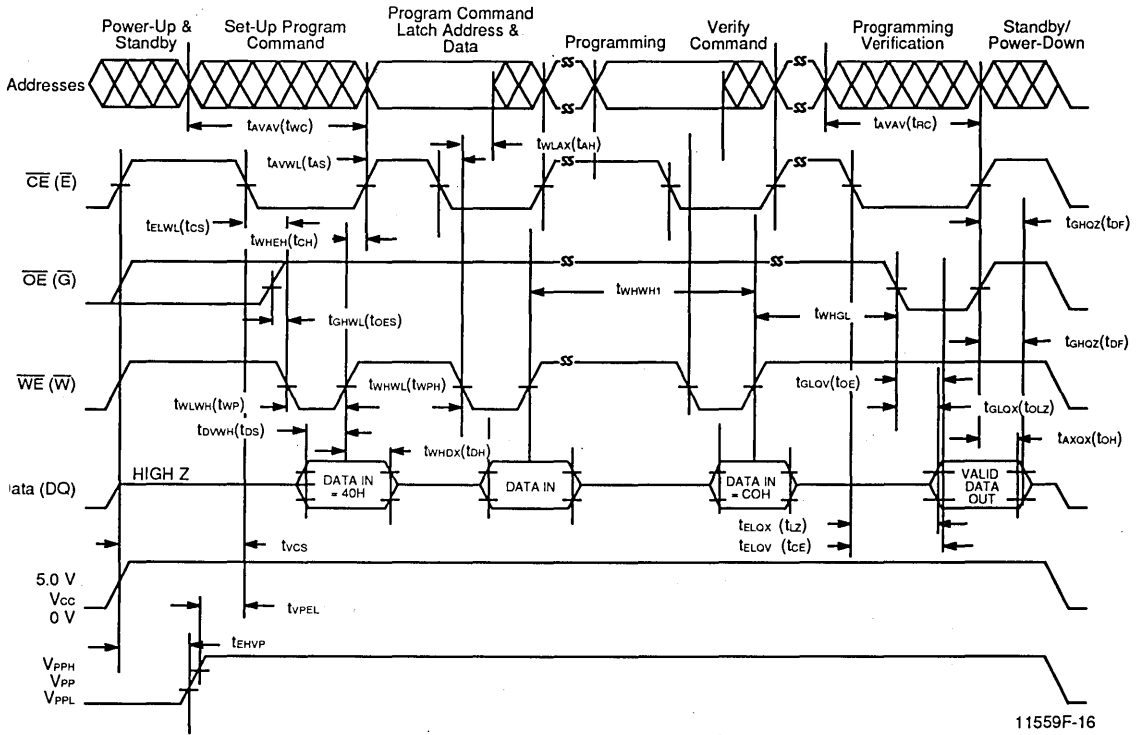 Power-Up &
Standby
Set-Up Program
Command
Program Command
Latch Address &
Data
Programming
Verify
Command
Programming
Verification
Standby/
Power-Down
Addresses
tAVAV(tWC)
tWLAX(tAH)
tAVAV(tRC)
tAVWL(tAS)
CE (E)
tELWL(tCS)
tWHEH(tCH)
tGHQZ(tDF)
OE (G)
tWHWH1
tGHWL(tOES)
tWHGL
tGHQZ(tDF)
WE (W)
tWHWL(tWPH)
tGLQV(tOE)
tWLWH(tWP)
tGLQX(tOLZ)
tDVWH(tDS)
tWHDX(tDH)
tAXQX(tOH)
HIGH Z
ata (DQ)
DATA IN
= 40H
DATA IN
DATA IN
= COH
VALID
DATA
OUT
tELQX (tLZ)
tVCS
tELQV (tCE)
5.0 V
VCC
0 V
tVPEL
tEHVP
VPPH
VPP
VPPL
11559F-16